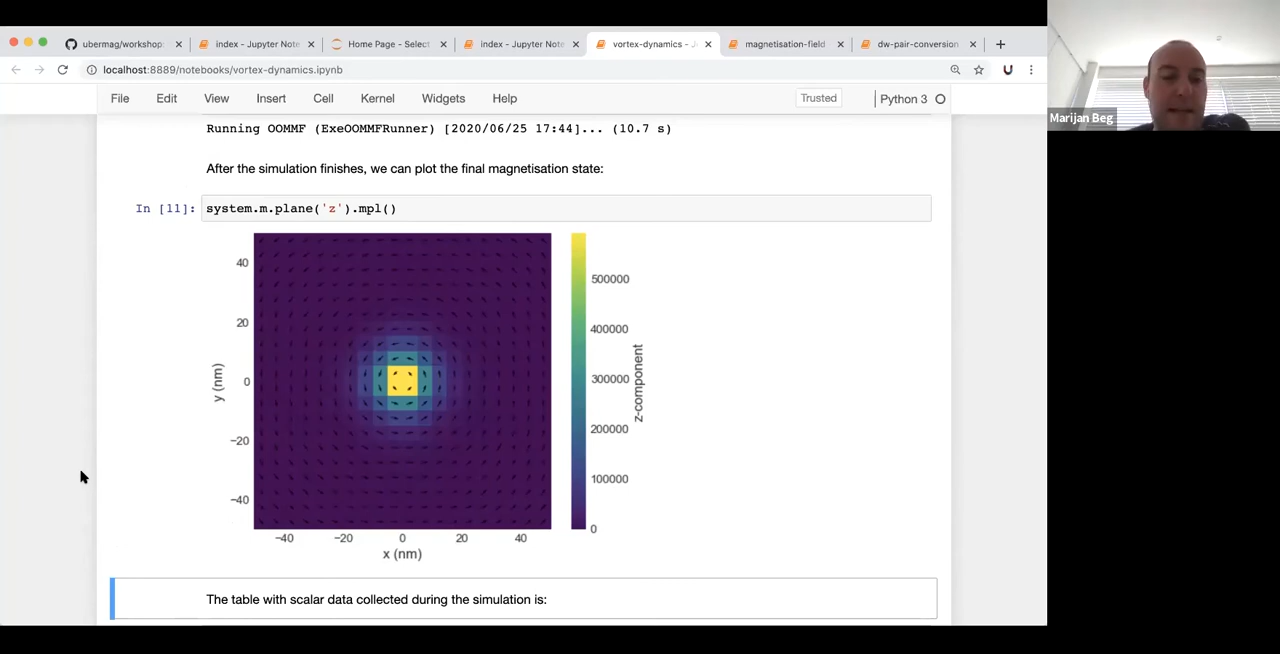 ubermag/workshop
index - Jupyter Note
Home Page - Select
index - Jupyter Note
vortex-dynamics - J
magnetisation-field
dw-pair-conversion
localhost:8889/notebooks/vortex-dynamics.ipynb
File Edit View Insert Cell Kernel Widgets Help
Trusted
Python 3
Marijan Beg
Running OOMMF (ExeOOMMFRunner) [2020/06/25 17:44]... (10.7 s)
After the simulation finishes, we can plot the final magnetisation state:
In [11]: system.m.plane('z').mpl()
40
20
0
−20
−40
y (nm)
−40 −20 0 20 40
x (nm)
500000
400000
300000
200000
100000
0
z-component
The table with scalar data collected during the simulation is: